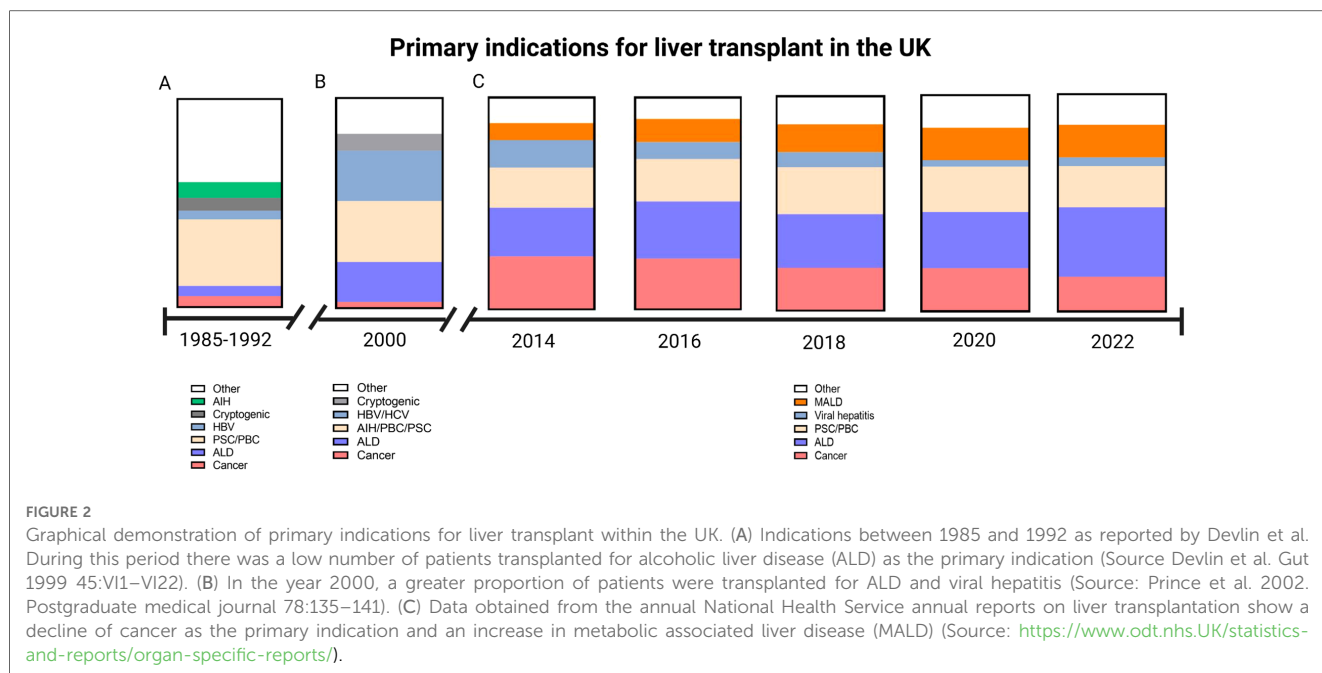 Primary indications for liver transplant in the UK
A
B
C
1985-1992
2000
2014
2016
2018
2020
2022
Other
AIH
Cryptogenic
HBV
PSC/PBC
ALD
Cancer
Other
Cryptogenic
HBV/HCV
AIH/PBC/PSC
ALD
Cancer
Other
MALD
Viral hepatitis
PSC/PBC
ALD
Cancer
FIGURE 2
Graphical demonstration of primary indications for liver transplant within the UK. (A) Indications between 1985 and 1992 as reported by Devlin et al.
During this period there was a low number of patients transplanted for alcoholic liver disease (ALD) as the primary indication (Source Devlin et al. Gut
1999 45:VI1–VI22). (B) In the year 2000, a greater proportion of patients were transplanted for ALD and viral hepatitis (Source: Prince et al. 2002.
Postgraduate medical journal 78:135–141). (C) Data obtained from the annual National Health Service annual reports on liver transplantation show a
decline of cancer as the primary indication and an increase in metabolic associated liver disease (MALD) (Source: https://www.odt.nhs.UK/statistics-
and-reports/organ-specific-reports/).